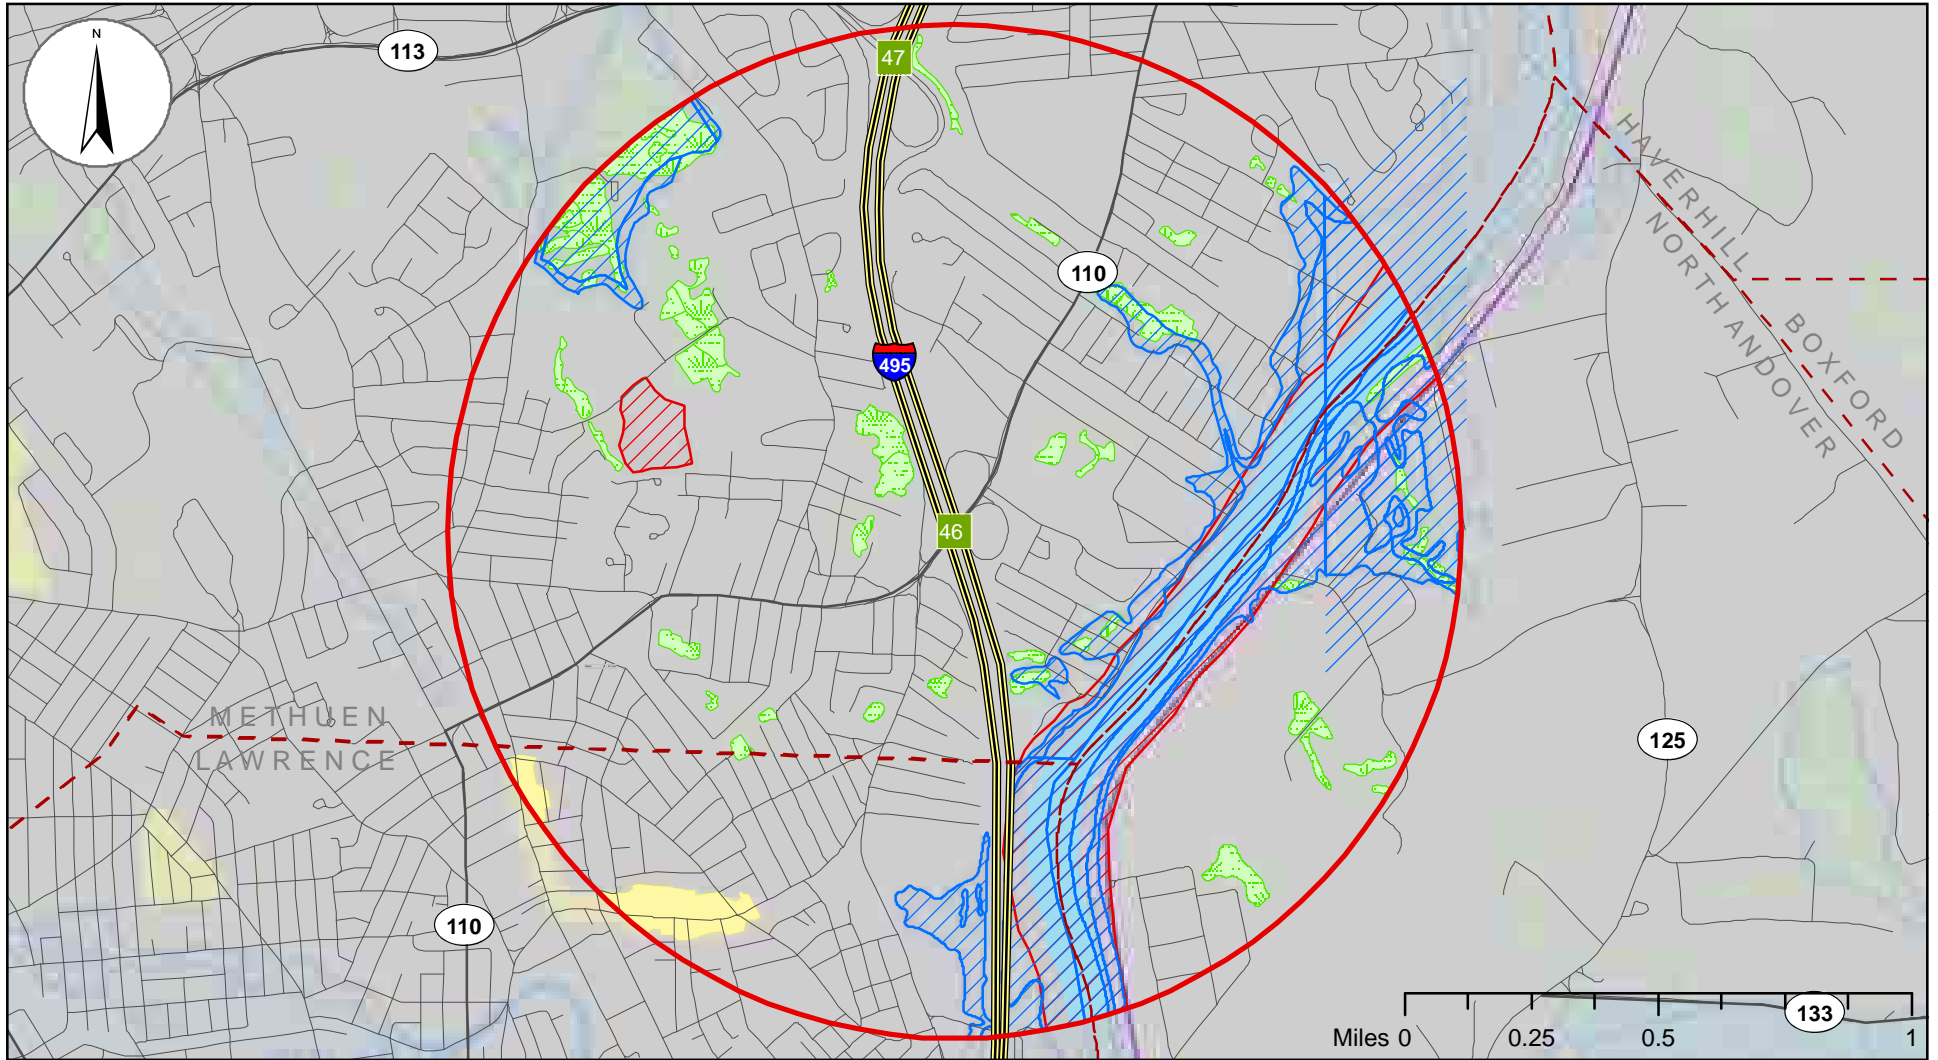 N
113
47
HAVERHILL
NORTH ANDOVER
BOXFORD
110
495
46
METHUEN
LAWRENCE
125
110
133
Miles 0 0.25 0.5 1